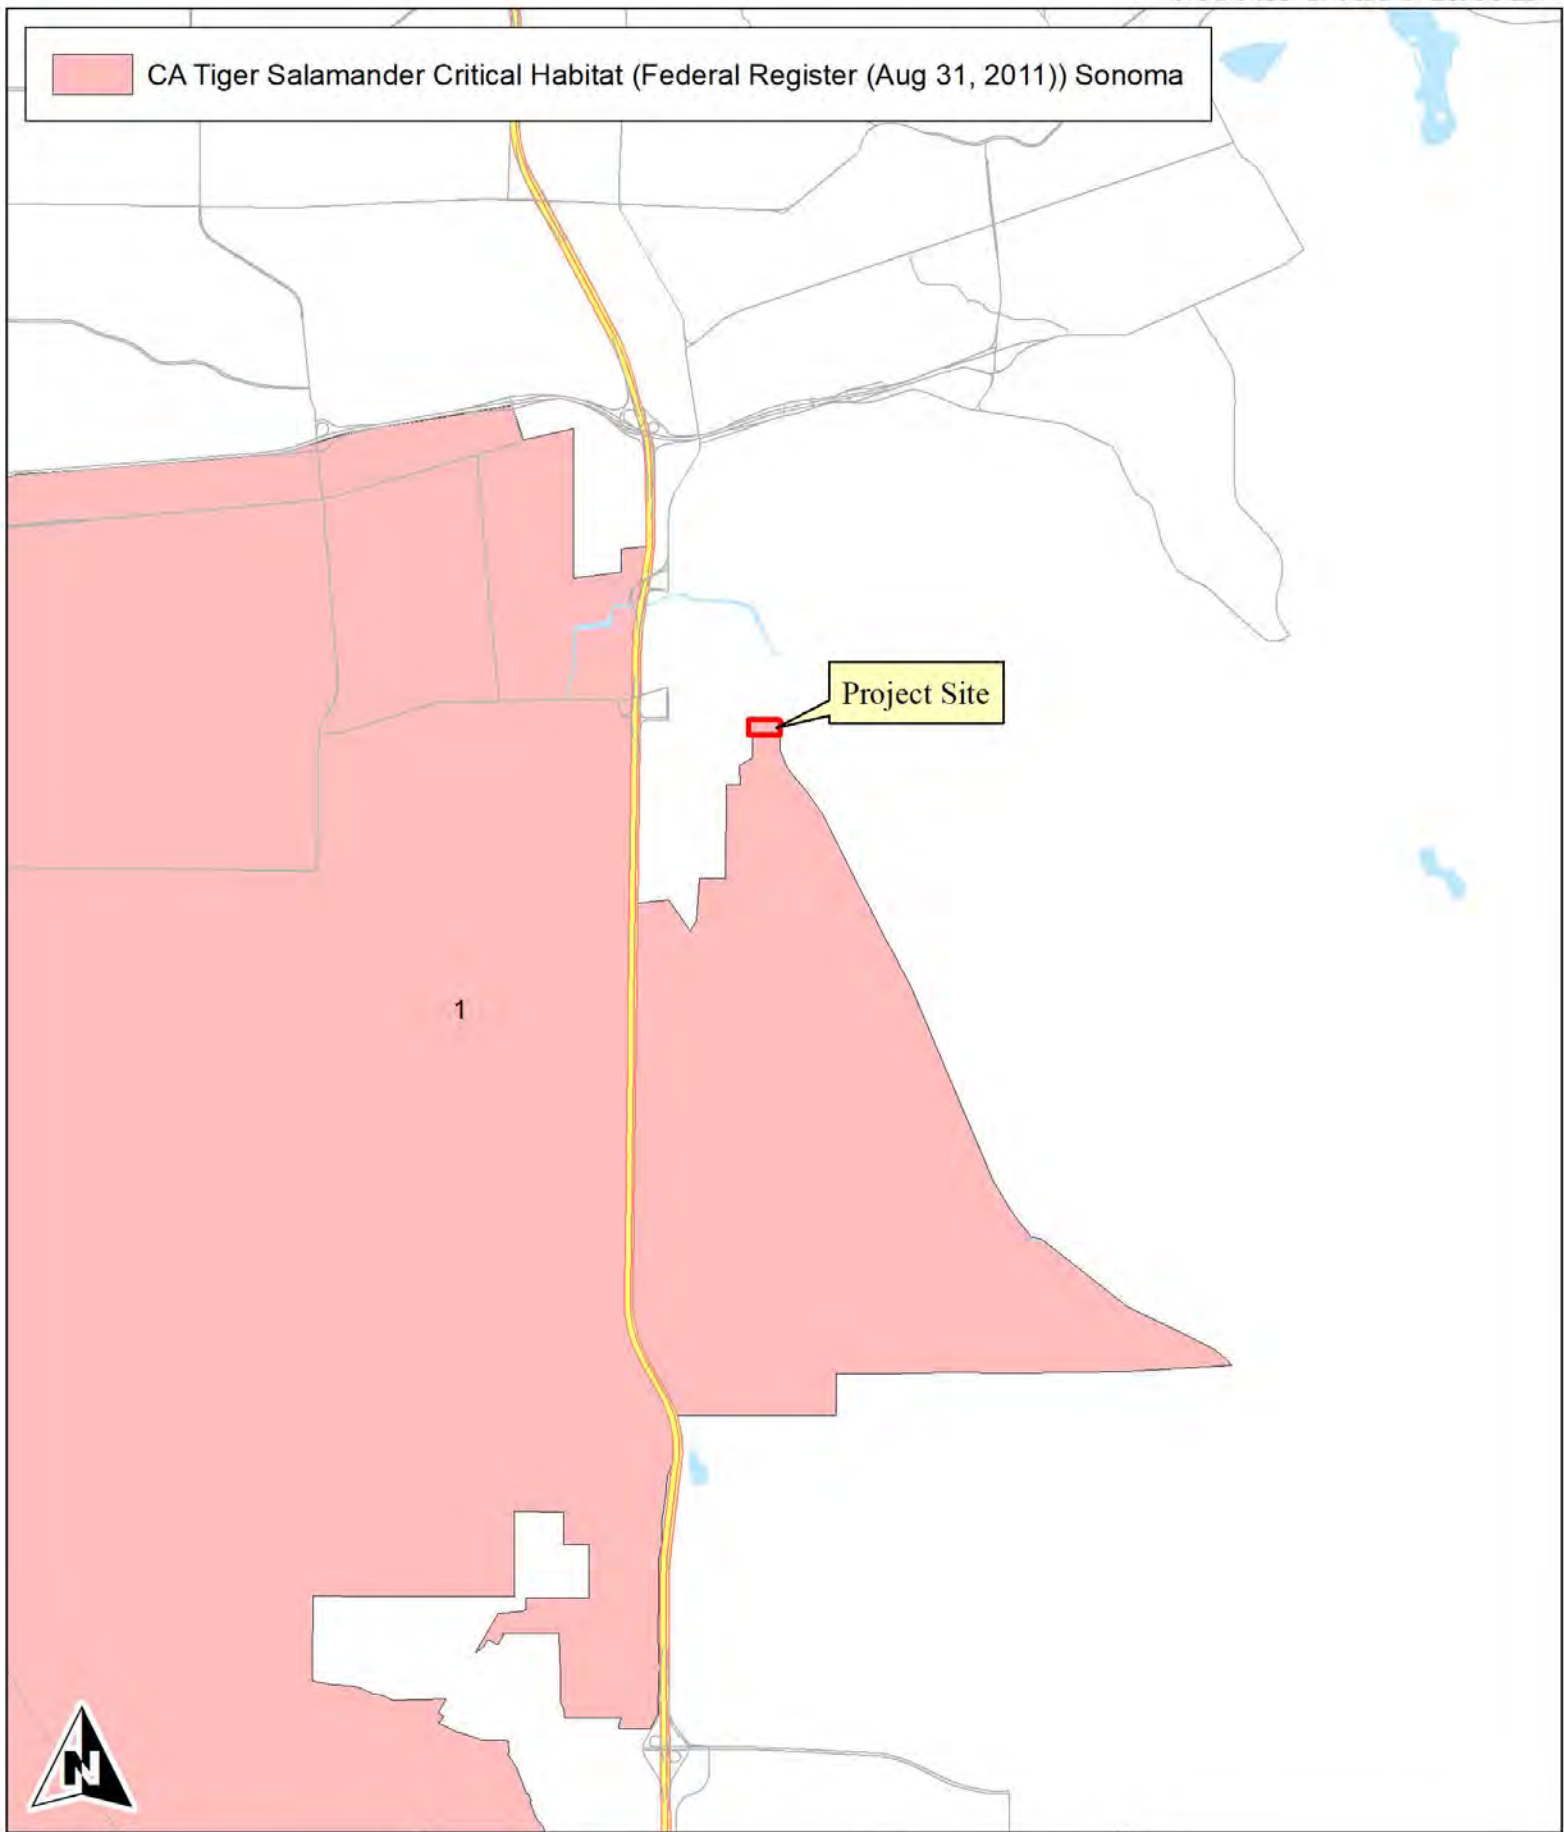 CA Tiger Salamander Critical Habitat (Federal Register (Aug 31, 2011)) Sonoma
Project Site
1
N